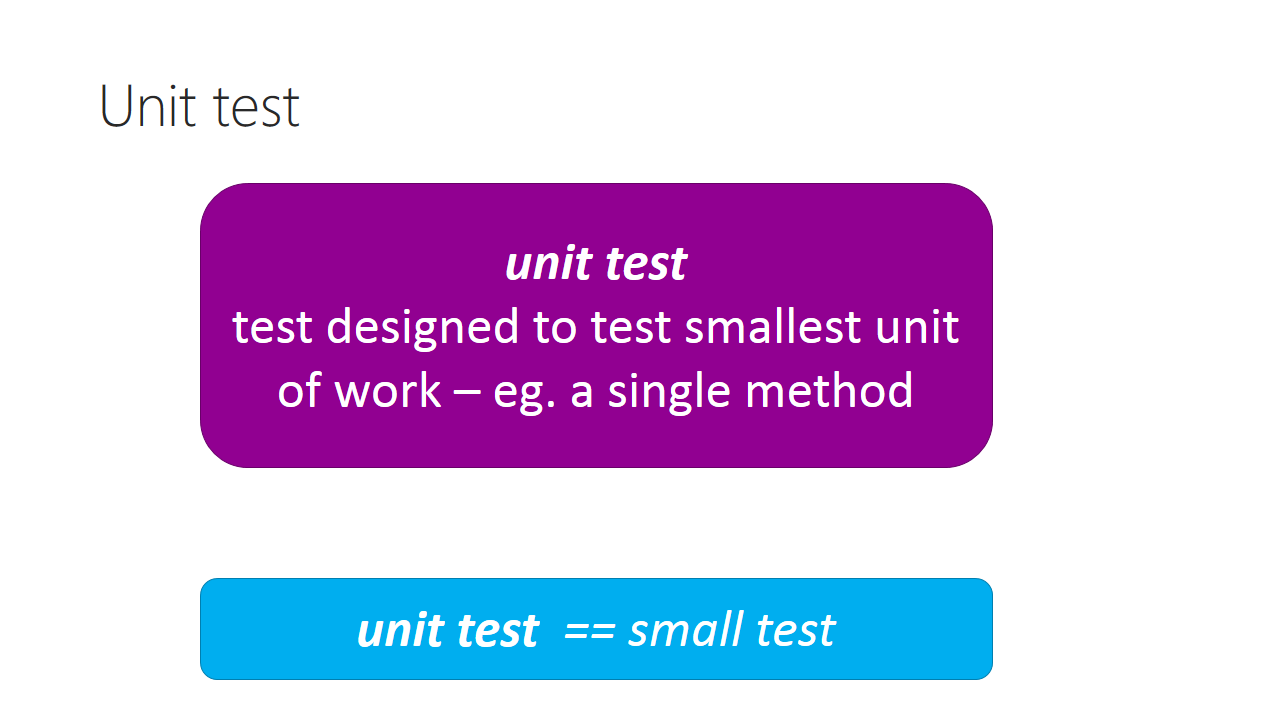 Unit test
unit test
test designed to test smallest unit
of work – eg. a single method
unit test == small test